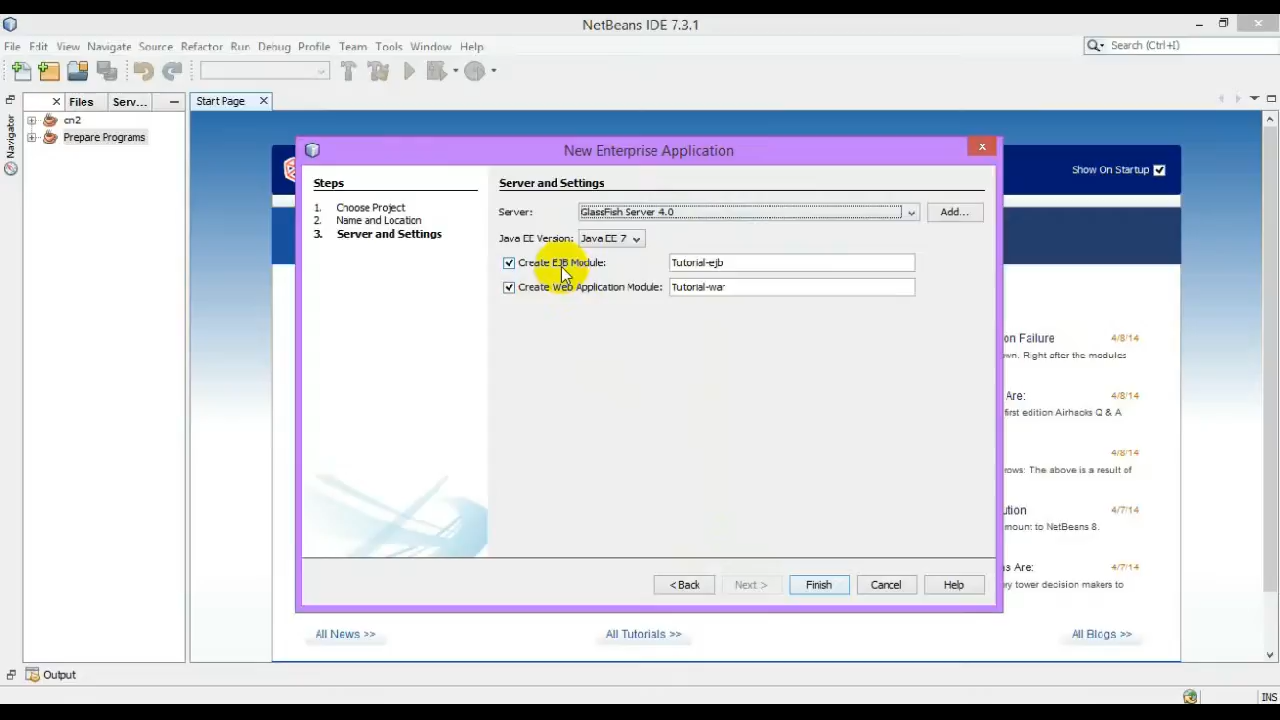 NetBeans IDE 7.3.1
File Edit View Navigate Source Refactor Run Debug Profile Team Tools Window Help
Search (Ctrl+I)
Files Serv... Start Page
Navigator
cn2
Prepare Programs
Show On Startup
New Enterprise Application
Steps
1. Choose Project
2. Name and Location
3. Server and Settings
Server and Settings
Server: GlassFish Server 4.0 Add...
Java EE Version: Java EE 7
Create EJB Module: Tutorial-ejb
Create Web Application Module: Tutorial-war
on Failure 4/8/14
wn. Right after the modules
Are: 4/8/14
first edition Airhacks Q & A
4/8/14
rows: The above is a result of
ution 4/7/14
mount to NetBeans 8.
s Are: 4/7/14
ry tower decision makers to
< Back Next > Finish Cancel Help
All News >> All Tutorials >> All Blogs >>
Output
INS